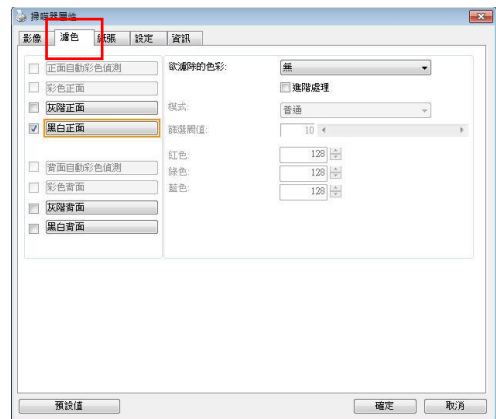 掃瞄器屬性
影像 濾色 紙張 設定 資訊
正面自動彩色偵測
彩色正面
灰階正面
黑白正面
背面自動彩色偵測
彩色背面
灰階背面
黑白背面
欲濾除的色彩: 無
進階處理
模式: 普通
篩選閥值: 10
紅色: 128
綠色: 128
藍色: 128
預設值 確定 取消